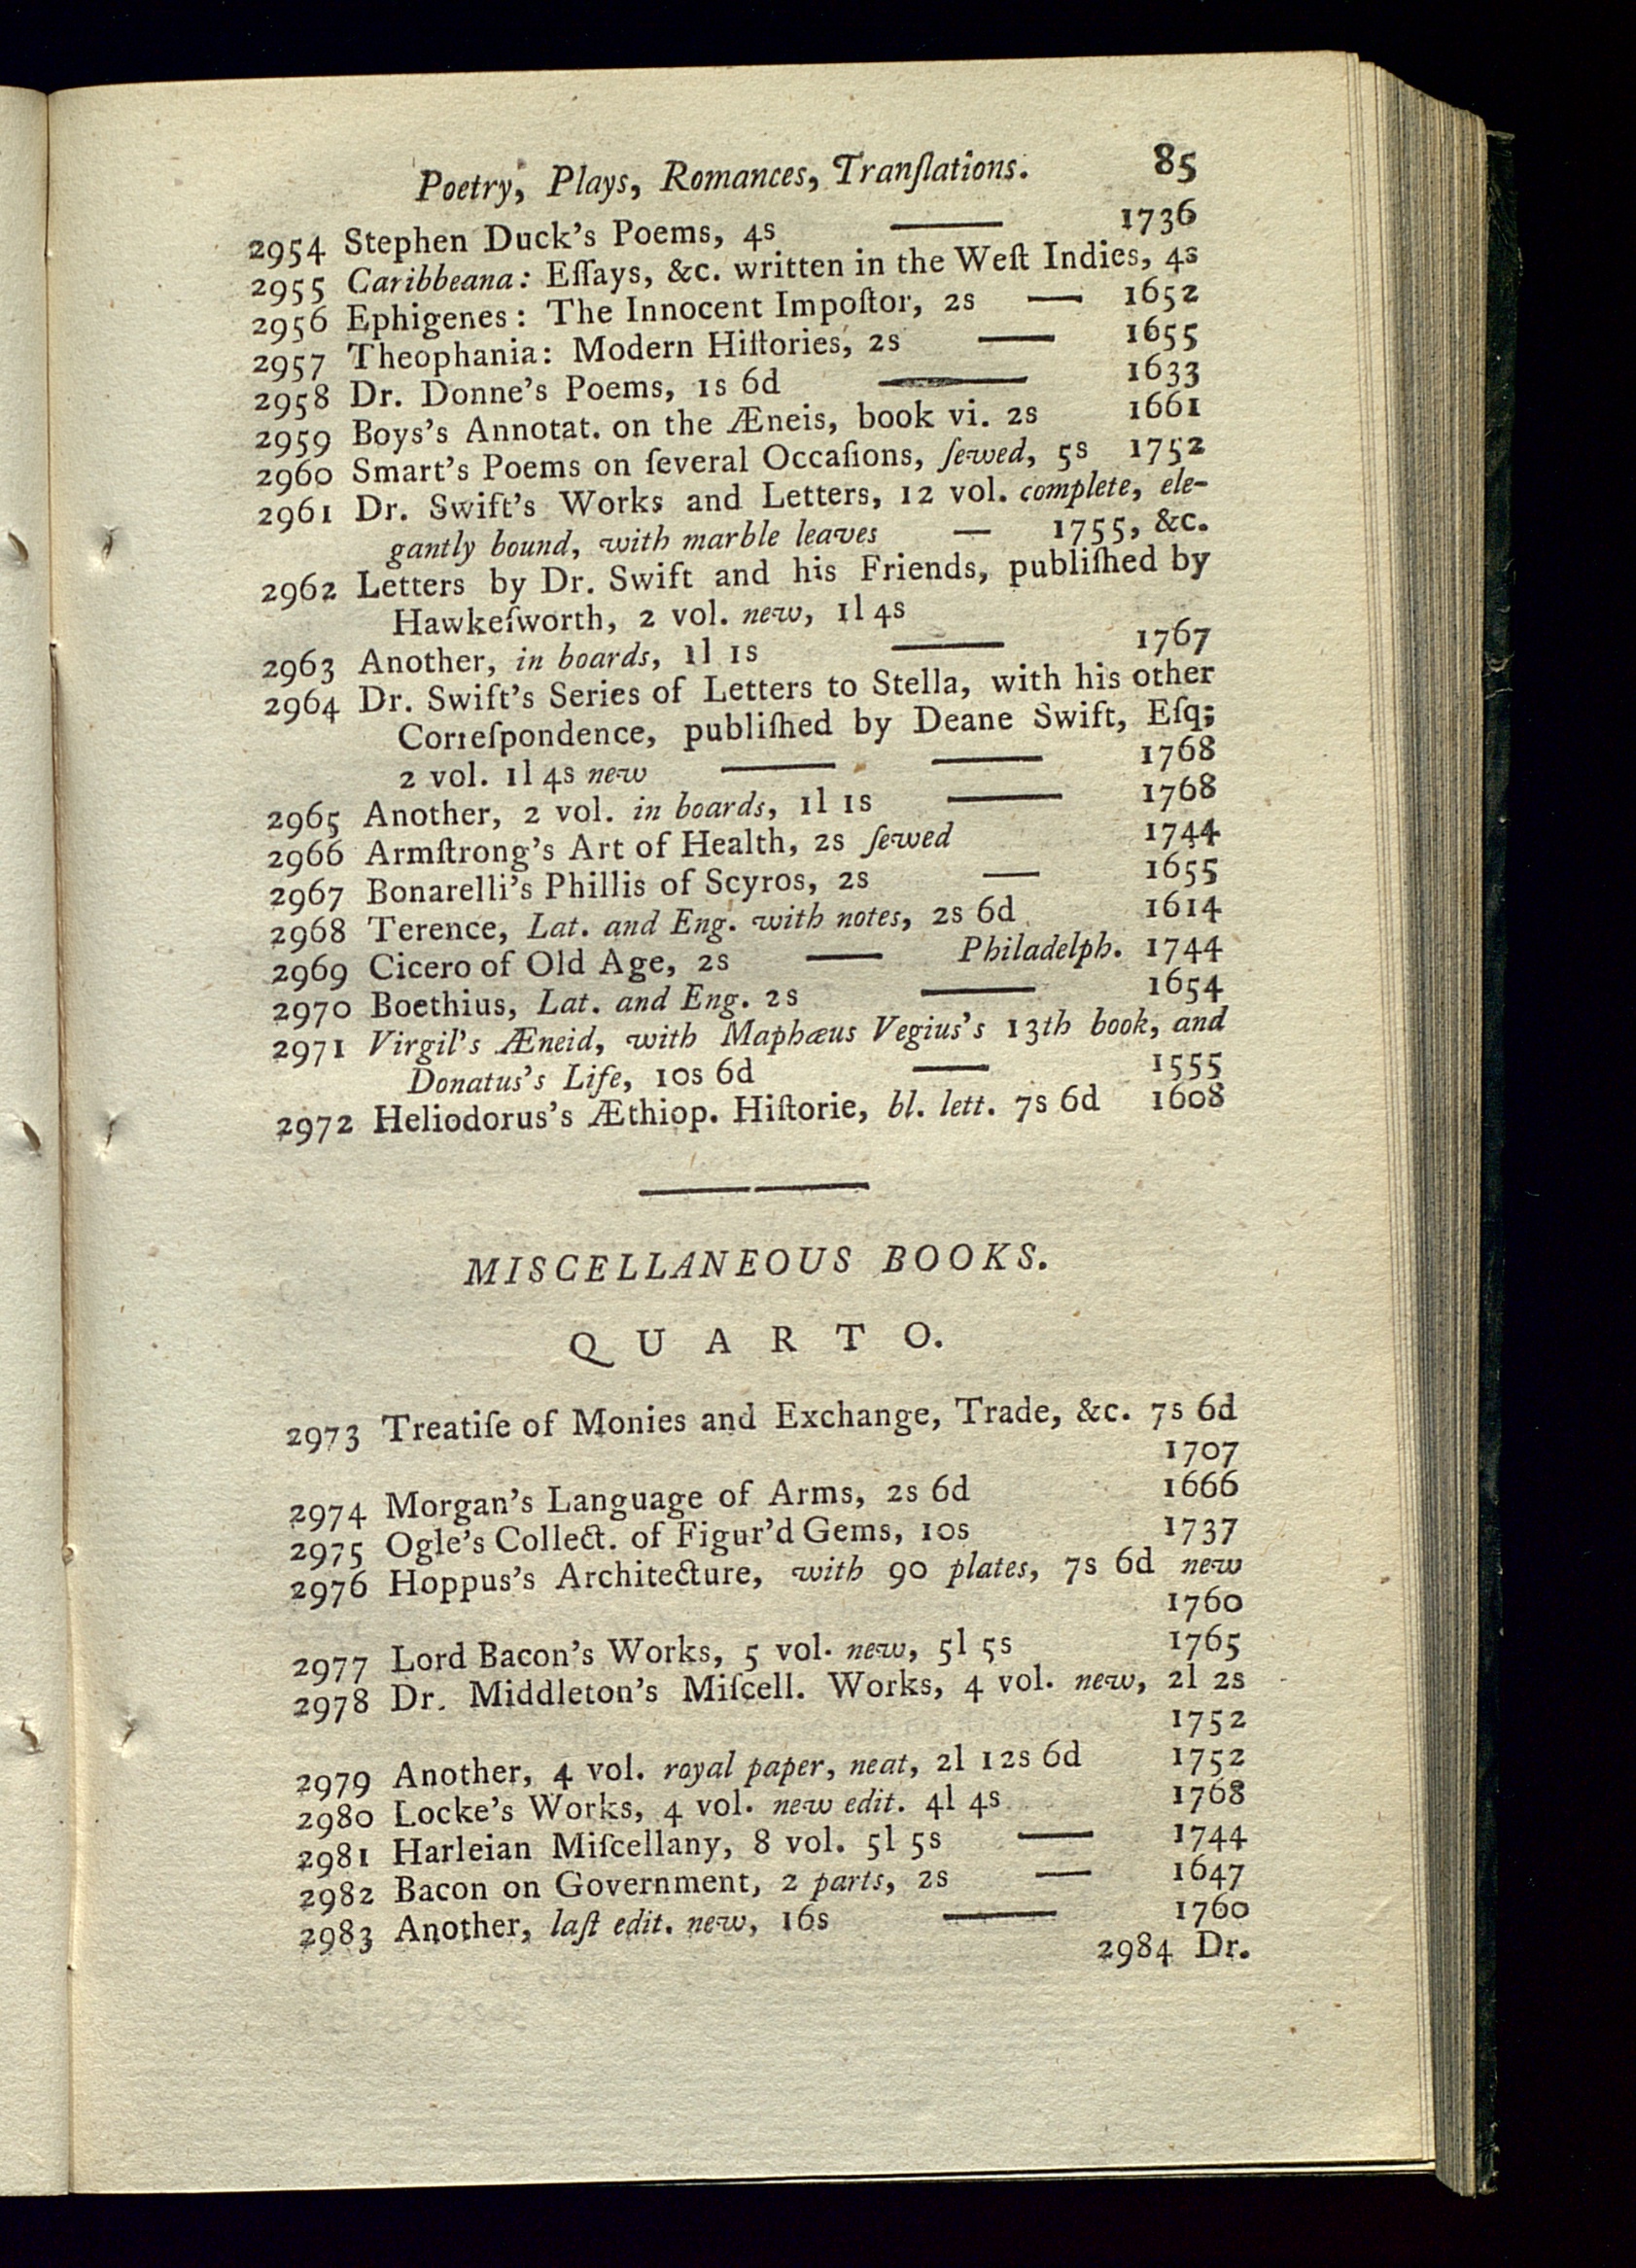 Poetry, Plays, Romances, Tranſlations. 85
2954 Stephen Duck's Poems, 4s —— 1736
2955 Caribbeana: Eſſays, &c. written in the Weſt Indies, 4s
2956 Ephigenes: The Innocent Impoſtor, 2s — 1652
2957 Theophania: Modern Hiſtories, 2s — 1655
2958 Dr. Donne's Poems, 1s 6d —— 1633
2959 Boys's Annotat. on the Æneis, book vi. 2s 1661
2960 Smart's Poems on ſeveral Occaſions, ſewed, 5s 1752
2961 Dr. Swift's Works and Letters, 12 vol. complete, ele-
gantly bound, with marble leaves — 1755, &c.
2962 Letters by Dr. Swift and his Friends, publiſhed by
Hawkeſworth, 2 vol. new, 1l 4s
2963 Another, in boards, 1l 1s —— 1767
2964 Dr. Swift's Series of Letters to Stella, with his other
Correſpondence, publiſhed by Deane Swift, Eſq;
2 vol. 1l 4s new —— —— 1768
2965 Another, 2 vol. in boards, 1l 1s —— 1768
2966 Armſtrong's Art of Health, 2s ſewed 1744
2967 Bonarelli's Phillis of Scyros, 2s — 1655
2968 Terence, Lat. and Eng. with notes, 2s 6d 1614
2969 Cicero of Old Age, 2s — Philadelph. 1744
2970 Boethius, Lat. and Eng. 2s —— 1654
2971 Virgil's Æneid, with Maphæus Vegius's 13th book, and
Donatus's Life, 10s 6d — 1555
2972 Heliodorus's Æthiop. Hiſtorie, bl. lett. 7s 6d 1608
MISCELLANEOUS BOOKS.
QUARTO.
2973 Treatiſe of Monies and Exchange, Trade, &c. 7s 6d
1707
2974 Morgan's Language of Arms, 2s 6d 1666
2975 Ogle's Collect. of Figur'd Gems, 10s 1737
2976 Hoppus's Architecture, with 90 plates, 7s 6d new
1760
2977 Lord Bacon's Works, 5 vol. new, 5l 5s 1765
2978 Dr. Middleton's Miſcell. Works, 4 vol. new, 2l 2s
1752
2979 Another, 4 vol. royal paper, neat, 2l 12s 6d 1752
2980 Locke's Works, 4 vol. new edit. 4l 4s 1768
2981 Harleian Miſcellany, 8 vol. 5l 5s — 1744
2982 Bacon on Government, 2 parts, 2s — 1647
2983 Another, laſt edit. new, 16s —— 1760
2984 Dr.